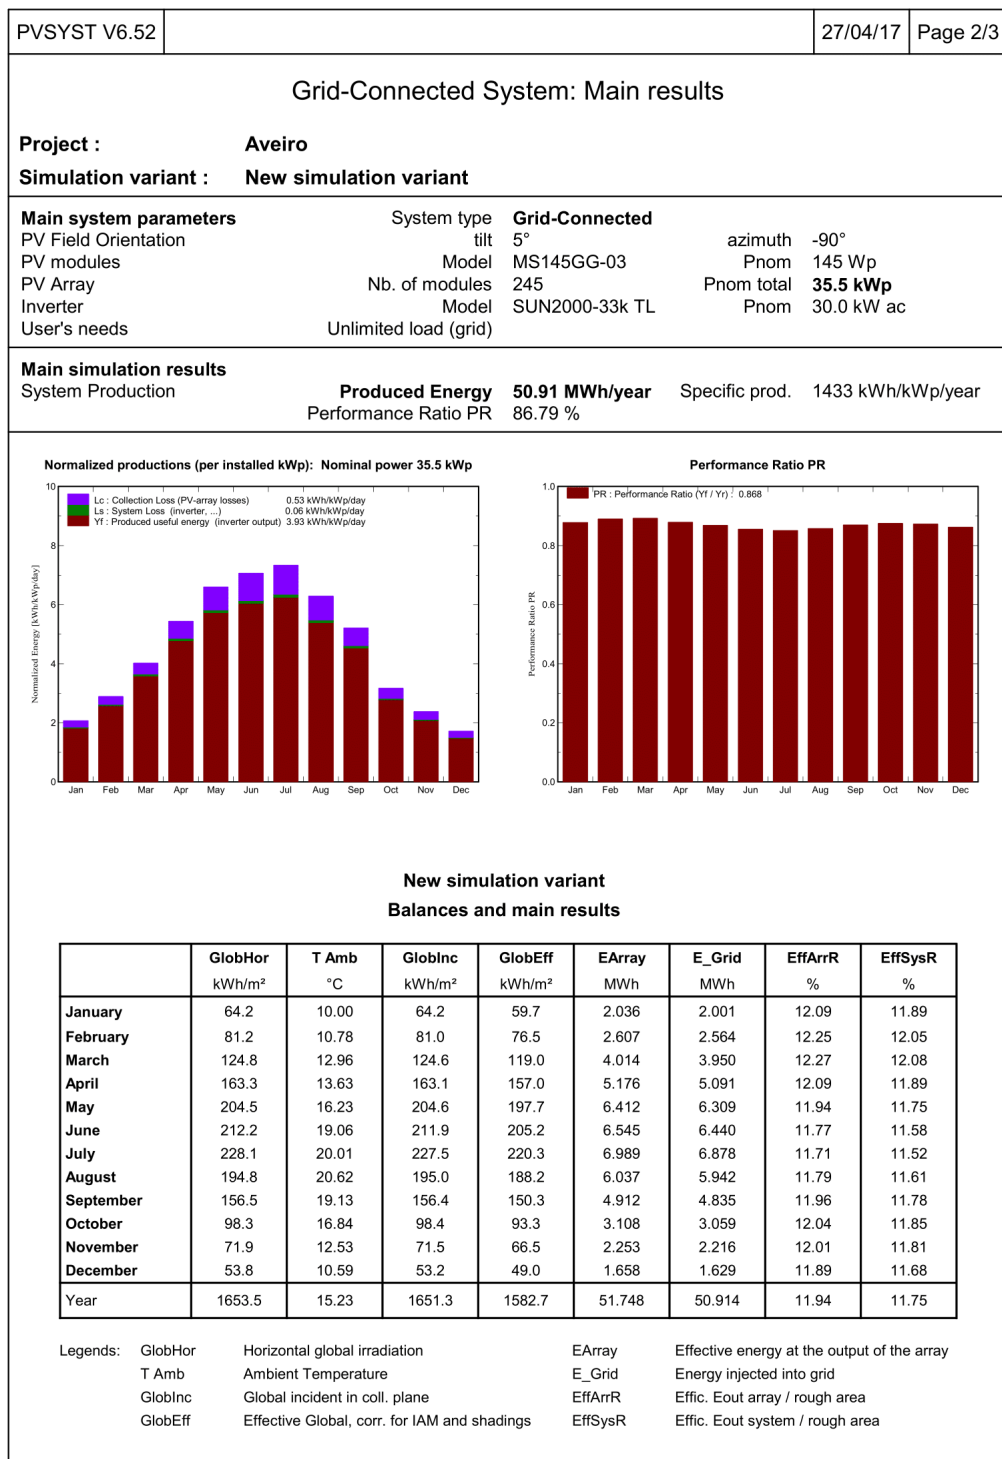 PVSYST V6.52 27/04/17 Page 2/3
Grid-Connected System: Main results
Project : Aveiro
Simulation variant : New simulation variant
Main system parameters System type Grid-Connected
PV Field Orientation tilt 5° azimuth -90°
PV modules Model MS145GG-03 Pnom 145 Wp
PV Array Nb. of modules 245 Pnom total 35.5 kWp
Inverter Model SUN2000-33k TL Pnom 30.0 kW ac
User's needs Unlimited load (grid)
Main simulation results
System Production Produced Energy 50.91 MWh/year Specific prod. 1433 kWh/kWp/year
Performance Ratio PR 86.79 %
Normalized productions (per installed kWp): Nominal power 35.5 kWp
Lc : Collection Loss (PV-array losses) 0.53 kWh/kWp/day
Ls : System Loss (inverter, ...) 0.06 kWh/kWp/day
Yf : Produced useful energy (inverter output) 3.93 kWh/kWp/day
Normalized Energy [kWh/kWp/day]
10
8
6
4
2
0
Jan Feb Mar Apr May Jun Jul Aug Sep Oct Nov Dec
Performance Ratio PR
PR : Performance Ratio (Yf / Yr) : 0.868
Performance Ratio PR
1.0
0.8
0.6
0.4
0.2
0.0
Jan Feb Mar Apr May Jun Jul Aug Sep Oct Nov Dec
New simulation variant
Balances and main results
GlobHor T Amb GlobInc GlobEff EArray E_Grid EffArrR EffSysR
kWh/m² °C kWh/m² kWh/m² MWh MWh % %
January 64.2 10.00 64.2 59.7 2.036 2.001 12.09 11.89
February 81.2 10.78 81.0 76.5 2.607 2.564 12.25 12.05
March 124.8 12.96 124.6 119.0 4.014 3.950 12.27 12.08
April 163.3 13.63 163.1 157.0 5.176 5.091 12.09 11.89
May 204.5 16.23 204.6 197.7 6.412 6.309 11.94 11.75
June 212.2 19.06 211.9 205.2 6.545 6.440 11.77 11.58
July 228.1 20.01 227.5 220.3 6.989 6.878 11.71 11.52
August 194.8 20.62 195.0 188.2 6.037 5.942 11.79 11.61
September 156.5 19.13 156.4 150.3 4.912 4.835 11.96 11.78
October 98.3 16.84 98.4 93.3 3.108 3.059 12.04 11.85
November 71.9 12.53 71.5 66.5 2.253 2.216 12.01 11.81
December 53.8 10.59 53.2 49.0 1.658 1.629 11.89 11.68
Year 1653.5 15.23 1651.3 1582.7 51.748 50.914 11.94 11.75
Legends: GlobHor Horizontal global irradiation EArray Effective energy at the output of the array
T Amb Ambient Temperature E_Grid Energy injected into grid
GlobInc Global incident in coll. plane EffArrR Effic. Eout array / rough area
GlobEff Effective Global, corr. for IAM and shadings EffSysR Effic. Eout system / rough area